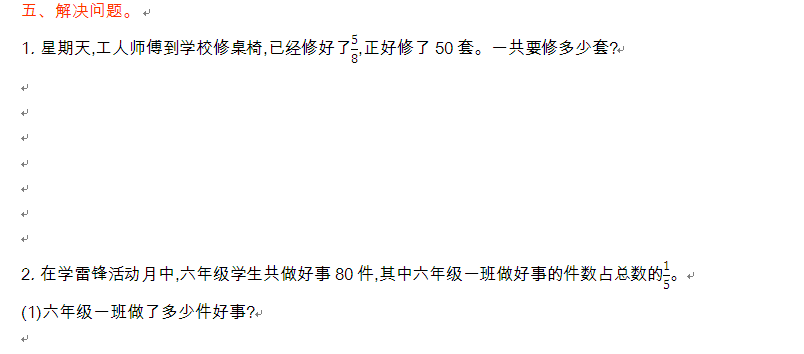 五、解决问题。
1. 星期天,工人师傅到学校修桌椅,已经修好了5/8,正好修了 50 套。一共要修多少套?
2. 在学雷锋活动月中,六年级学生共做好事 80 件,其中六年级一班做好事的件数占总数的1/5。
(1)六年级一班做了多少件好事?